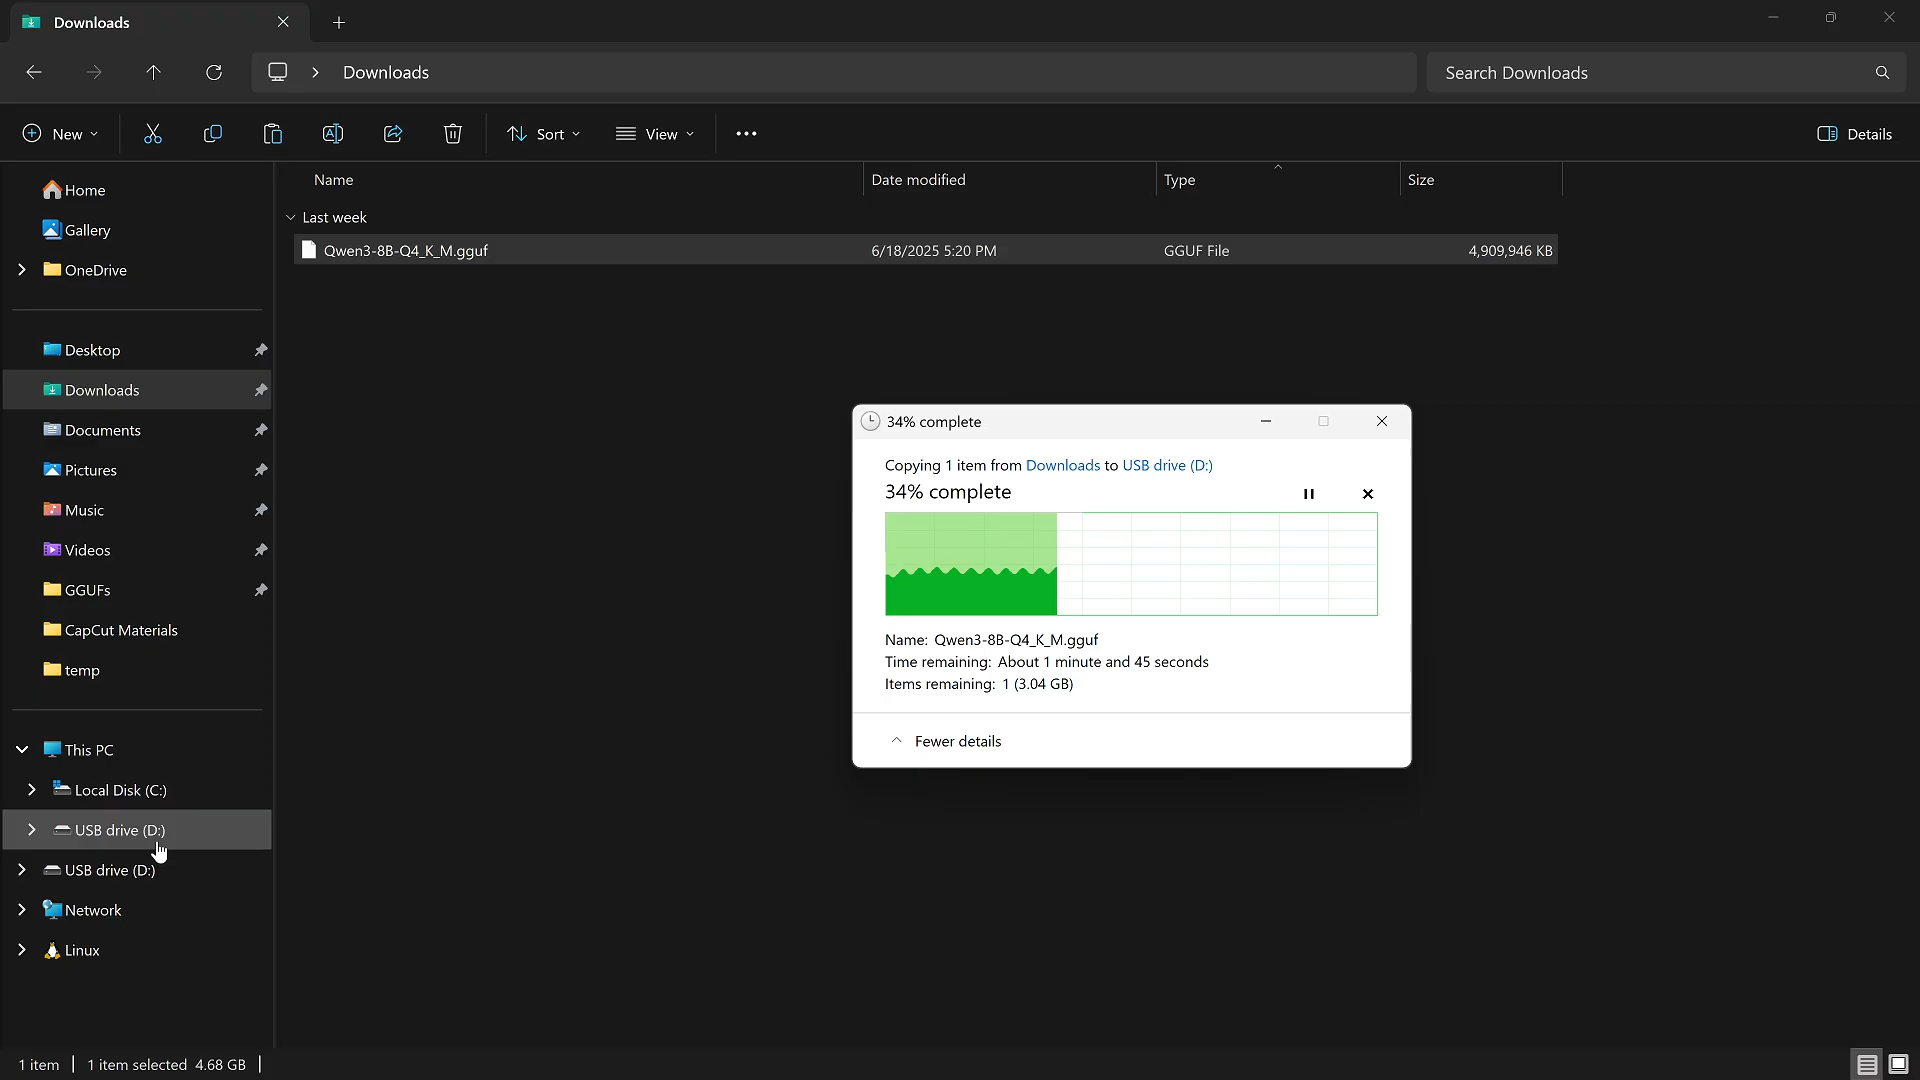 Downloads
Downloads
Search Downloads
New
Sort
View
Details
Name
Date modified
Type
Size
Home
Gallery
OneDrive
Desktop
Downloads
Documents
Pictures
Music
Videos
GGUFs
CapCut Materials
temp
This PC
Local Disk (C:)
USB drive (D:)
USB drive (D:)
Network
Linux
Last week
Qwen3-8B-Q4_K_M.gguf 6/18/2025 5:20 PM GGUF File 4,909,946 KB
34% complete
Copying 1 item from Downloads to USB drive (D:)
34% complete
Name: Qwen3-8B-Q4_K_M.gguf
Time remaining: About 1 minute and 45 seconds
Items remaining: 1 (3.04 GB)
Fewer details
1 item 1 item selected 4.68 GB